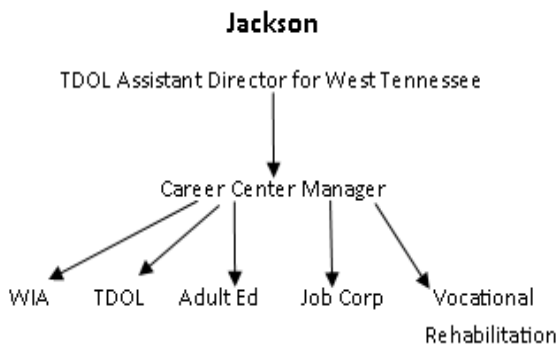 Jackson
TDOL Assistant Director for West Tennessee
Career Center Manager
WIA TDOL Adult Ed Job Corp Vocational
Rehabilitation